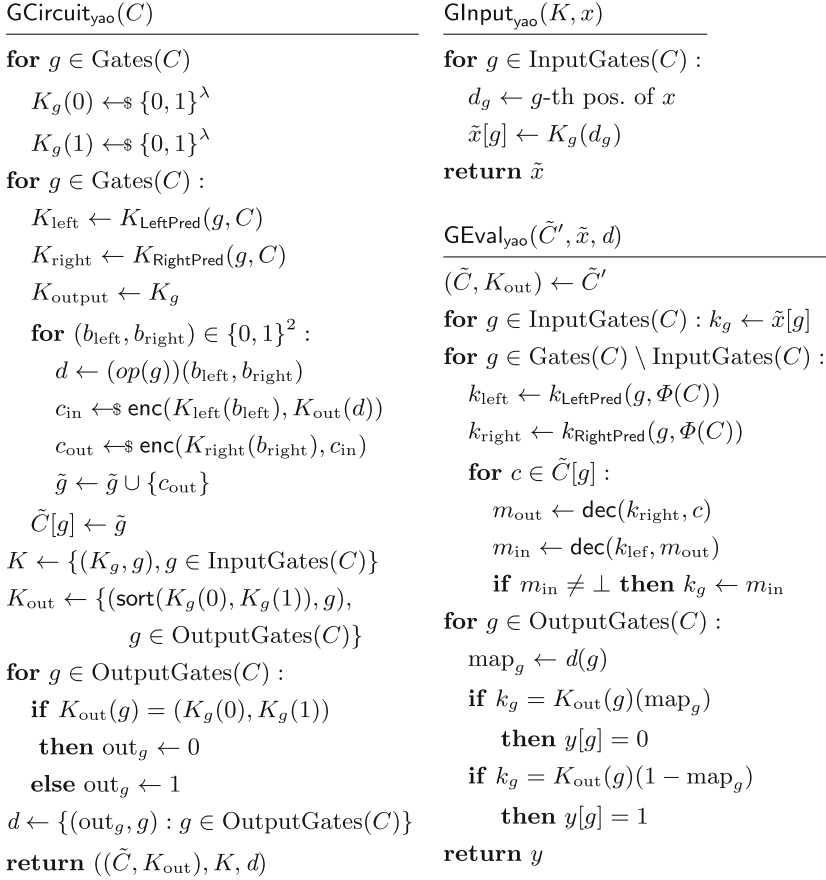 GCircuit_yao(C)
for g ∈ Gates(C)
K_g(0) ←$ {0,1}^λ
K_g(1) ←$ {0,1}^λ
for g ∈ Gates(C) :
K_left ← K_LeftPred(g, C)
K_right ← K_RightPred(g, C)
K_output ← K_g
for (b_left, b_right) ∈ {0,1}^2 :
d ← (op(g))(b_left, b_right)
c_in ←$ enc(K_left(b_left), K_out(d))
c_out ←$ enc(K_right(b_right), c_in)
g̃ ← g̃ ∪ {c_out}
C̃[g] ← g̃
K ← {(K_g, g), g ∈ InputGates(C)}
K_out ← {(sort(K_g(0), K_g(1)), g),
g ∈ OutputGates(C)}
for g ∈ OutputGates(C) :
if K_out(g) = (K_g(0), K_g(1))
then out_g ← 0
else out_g ← 1
d ← {(out_g, g) : g ∈ OutputGates(C)}
return ((C̃, K_out), K, d)
GInput_yao(K, x)
for g ∈ InputGates(C) :
d_g ← g-th pos. of x
x̃[g] ← K_g(d_g)
return x̃
GEval_yao(C̃′, x̃, d)
(C̃, K_out) ← C̃′
for g ∈ InputGates(C) : k_g ← x̃[g]
for g ∈ Gates(C) \ InputGates(C) :
k_left ← k_LeftPred(g, Φ(C))
k_right ← k_RightPred(g, Φ(C))
for c ∈ C̃[g] :
m_out ← dec(k_right, c)
m_in ← dec(k_lef, m_out)
if m_in ≠ ⊥ then k_g ← m_in
for g ∈ OutputGates(C) :
map_g ← d(g)
if k_g = K_out(g)(map_g)
then y[g] = 0
if k_g = K_out(g)(1 − map_g)
then y[g] = 1
return y